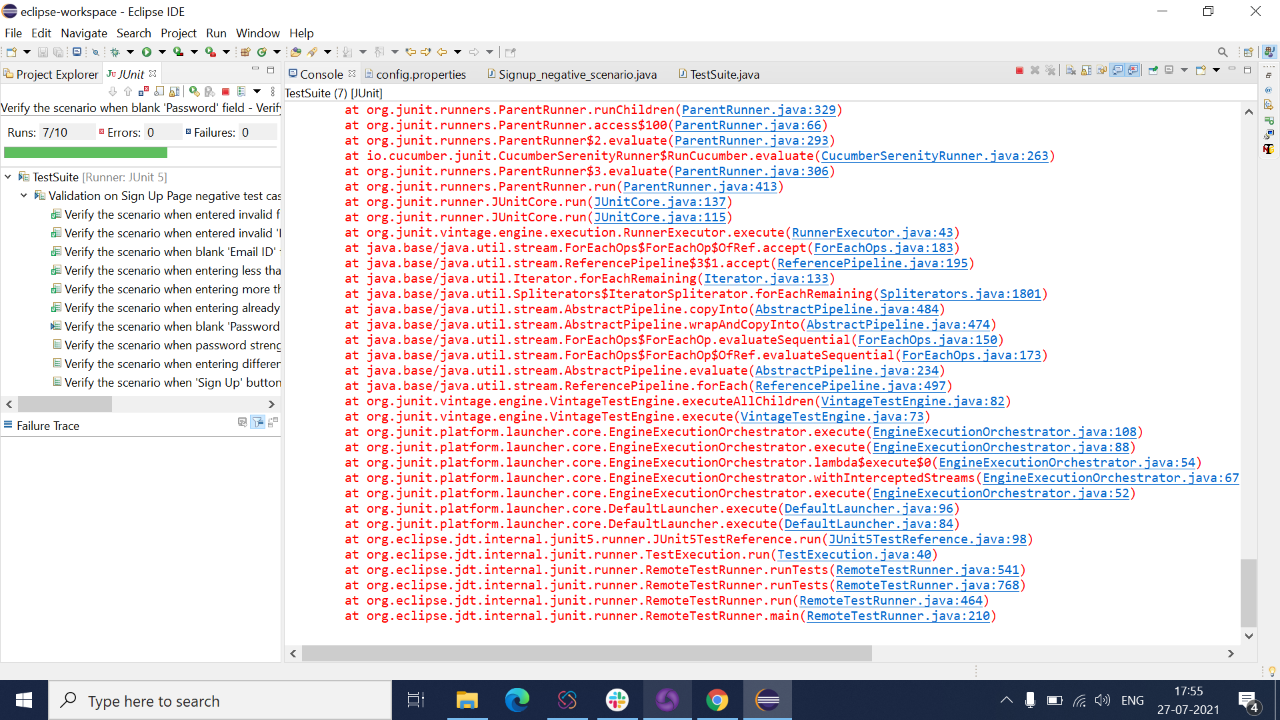 eclipse-workspace - Eclipse IDE
File Edit Navigate Search Project Run Window Help
Project Explorer JUnit
Console config.properties Signup_negative_scenario.java TestSuite.java
Verify the scenario when blank 'Password' field - Verif
Runs: 7/10 Errors: 0 Failures: 0
TestSuite [Runner: JUnit 5]
Validation on Sign Up Page negative test cas
Verify the scenario when entered invalid f
Verify the scenario when entered invalid 'E
Verify the scenario when blank 'Email ID'
Verify the scenario when entering less tha
Verify the scenario when entering more th
Verify the scenario when entering already
Verify the scenario when blank 'Password
Verify the scenario when password streng
Verify the scenario when entering differer
Verify the scenario when 'Sign Up' button
Failure Trace
TestSuite (7) [JUnit]
at org.junit.runners.ParentRunner.runChildren(ParentRunner.java:329)
at org.junit.runners.ParentRunner.access$100(ParentRunner.java:66)
at org.junit.runners.ParentRunner$2.evaluate(ParentRunner.java:293)
at io.cucumber.junit.CucumberSerenityRunner$RunCucumber.evaluate(CucumberSerenityRunner.java:263)
at org.junit.runners.ParentRunner$3.evaluate(ParentRunner.java:306)
at org.junit.runners.ParentRunner.run(ParentRunner.java:413)
at org.junit.runner.JUnitCore.run(JUnitCore.java:137)
at org.junit.runner.JUnitCore.run(JUnitCore.java:115)
at org.junit.vintage.engine.execution.RunnerExecutor.execute(RunnerExecutor.java:43)
at java.base/java.util.stream.ForEachOps$ForEachOp$OfRef.accept(ForEachOps.java:183)
at java.base/java.util.stream.ReferencePipeline$3$1.accept(ReferencePipeline.java:195)
at java.base/java.util.Iterator.forEachRemaining(Iterator.java:133)
at java.base/java.util.Spliterators$IteratorSpliterator.forEachRemaining(Spliterators.java:1801)
at java.base/java.util.stream.AbstractPipeline.copyInto(AbstractPipeline.java:484)
at java.base/java.util.stream.AbstractPipeline.wrapAndCopyInto(AbstractPipeline.java:474)
at java.base/java.util.stream.ForEachOps$ForEachOp.evaluateSequential(ForEachOps.java:150)
at java.base/java.util.stream.ForEachOps$ForEachOp$OfRef.evaluateSequential(ForEachOps.java:173)
at java.base/java.util.stream.AbstractPipeline.evaluate(AbstractPipeline.java:234)
at java.base/java.util.stream.ReferencePipeline.forEach(ReferencePipeline.java:497)
at org.junit.vintage.engine.VintageTestEngine.executeAllChildren(VintageTestEngine.java:82)
at org.junit.vintage.engine.VintageTestEngine.execute(VintageTestEngine.java:73)
at org.junit.platform.launcher.core.EngineExecutionOrchestrator.execute(EngineExecutionOrchestrator.java:108)
at org.junit.platform.launcher.core.EngineExecutionOrchestrator.execute(EngineExecutionOrchestrator.java:88)
at org.junit.platform.launcher.core.EngineExecutionOrchestrator.lambda$execute$0(EngineExecutionOrchestrator.java:54)
at org.junit.platform.launcher.core.EngineExecutionOrchestrator.withInterceptedStreams(EngineExecutionOrchestrator.java:67
at org.junit.platform.launcher.core.EngineExecutionOrchestrator.execute(EngineExecutionOrchestrator.java:52)
at org.junit.platform.launcher.core.DefaultLauncher.execute(DefaultLauncher.java:96)
at org.junit.platform.launcher.core.DefaultLauncher.execute(DefaultLauncher.java:84)
at org.eclipse.jdt.internal.junit5.runner.JUnit5TestReference.run(JUnit5TestReference.java:98)
at org.eclipse.jdt.internal.junit.runner.TestExecution.run(TestExecution.java:40)
at org.eclipse.jdt.internal.junit.runner.RemoteTestRunner.runTests(RemoteTestRunner.java:541)
at org.eclipse.jdt.internal.junit.runner.RemoteTestRunner.runTests(RemoteTestRunner.java:768)
at org.eclipse.jdt.internal.junit.runner.RemoteTestRunner.run(RemoteTestRunner.java:464)
at org.eclipse.jdt.internal.junit.runner.RemoteTestRunner.main(RemoteTestRunner.java:210)
Type here to search
ENG
17:55
27-07-2021
4